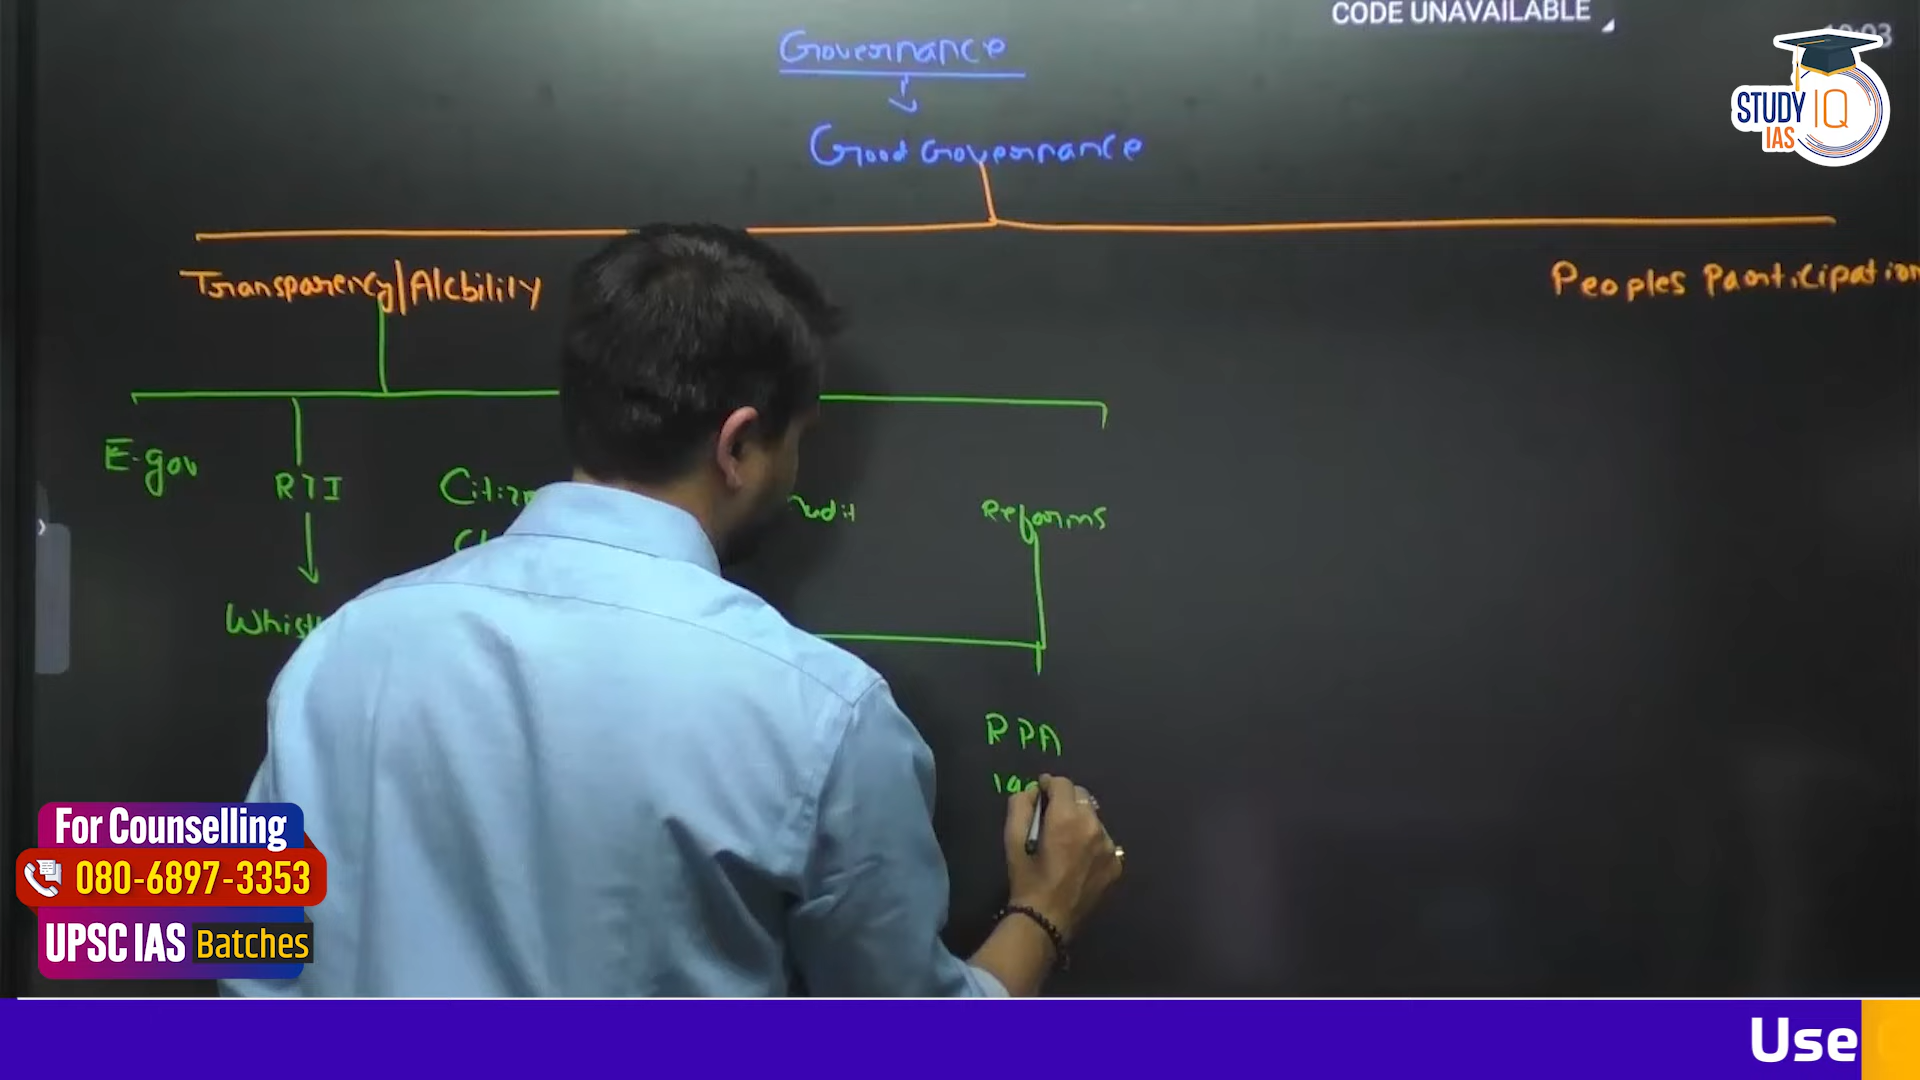 CODE UNAVAILABLE
Governance
Good Governance
STUDY IQ
IAS
Transparency/A/cbility
Peoples Participation
E-gov
RTI
Reforms
RPA
For Counselling
080-6897-3353
UPSC IAS Batches
Use